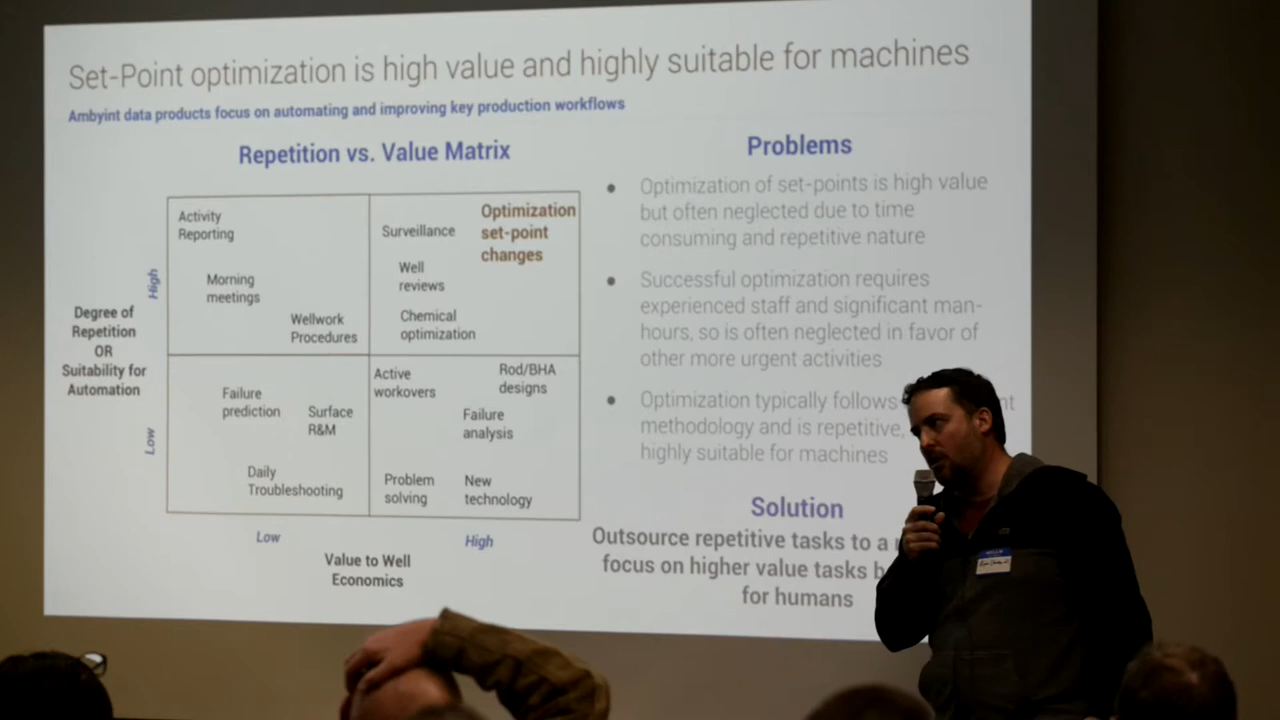 Set-Point optimization is high value and highly suitable for machines
Ambyint data products focus on automating and improving key production workflows
Repetition vs. Value Matrix
Degree of
Repetition
OR
Suitability for
Automation
High
Low
Activity
Reporting
Morning
meetings
Wellwork
Procedures
Surveillance
Optimization
set-point
changes
Well
reviews
Chemical
optimization
Failure
prediction
Surface
R&M
Daily
Troubleshooting
Active
workovers
Rod/BHA
designs
Failure
analysis
Problem
solving
New
technology
Low
High
Value to Well
Economics
Problems
• Optimization of set-points is high value
but often neglected due to time
consuming and repetitive nature
• Successful optimization requires
experienced staff and significant man-
hours, so is often neglected in favor of
other more urgent activities
• Optimization typically follows
methodology and is repetitive,
highly suitable for machines
Solution
Outsource repetitive tasks to a
focus on higher value tasks
for humans